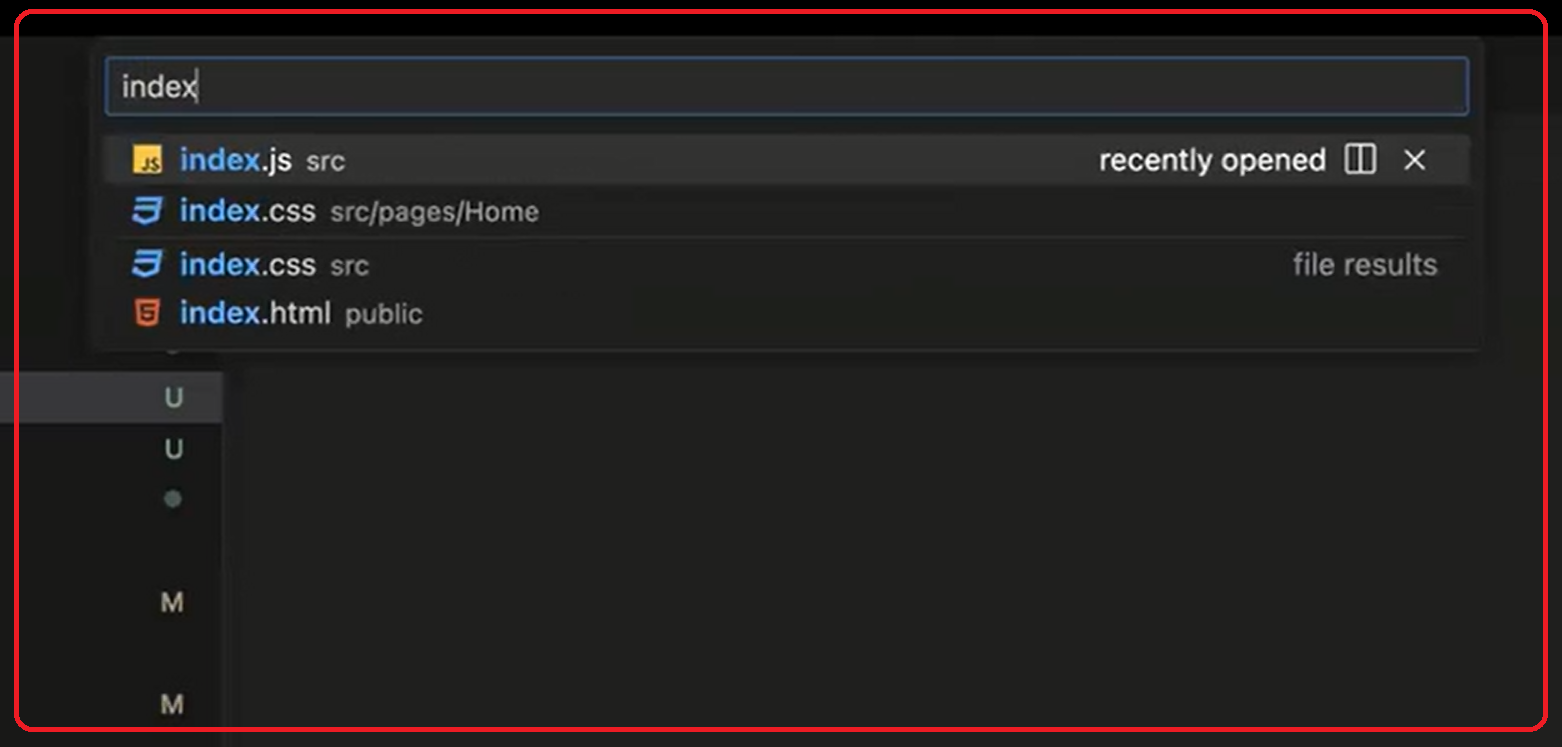 index
JS index.js src recently opened
index.css src/pages/Home
index.css src file results
5 index.html public
U
U
M
M